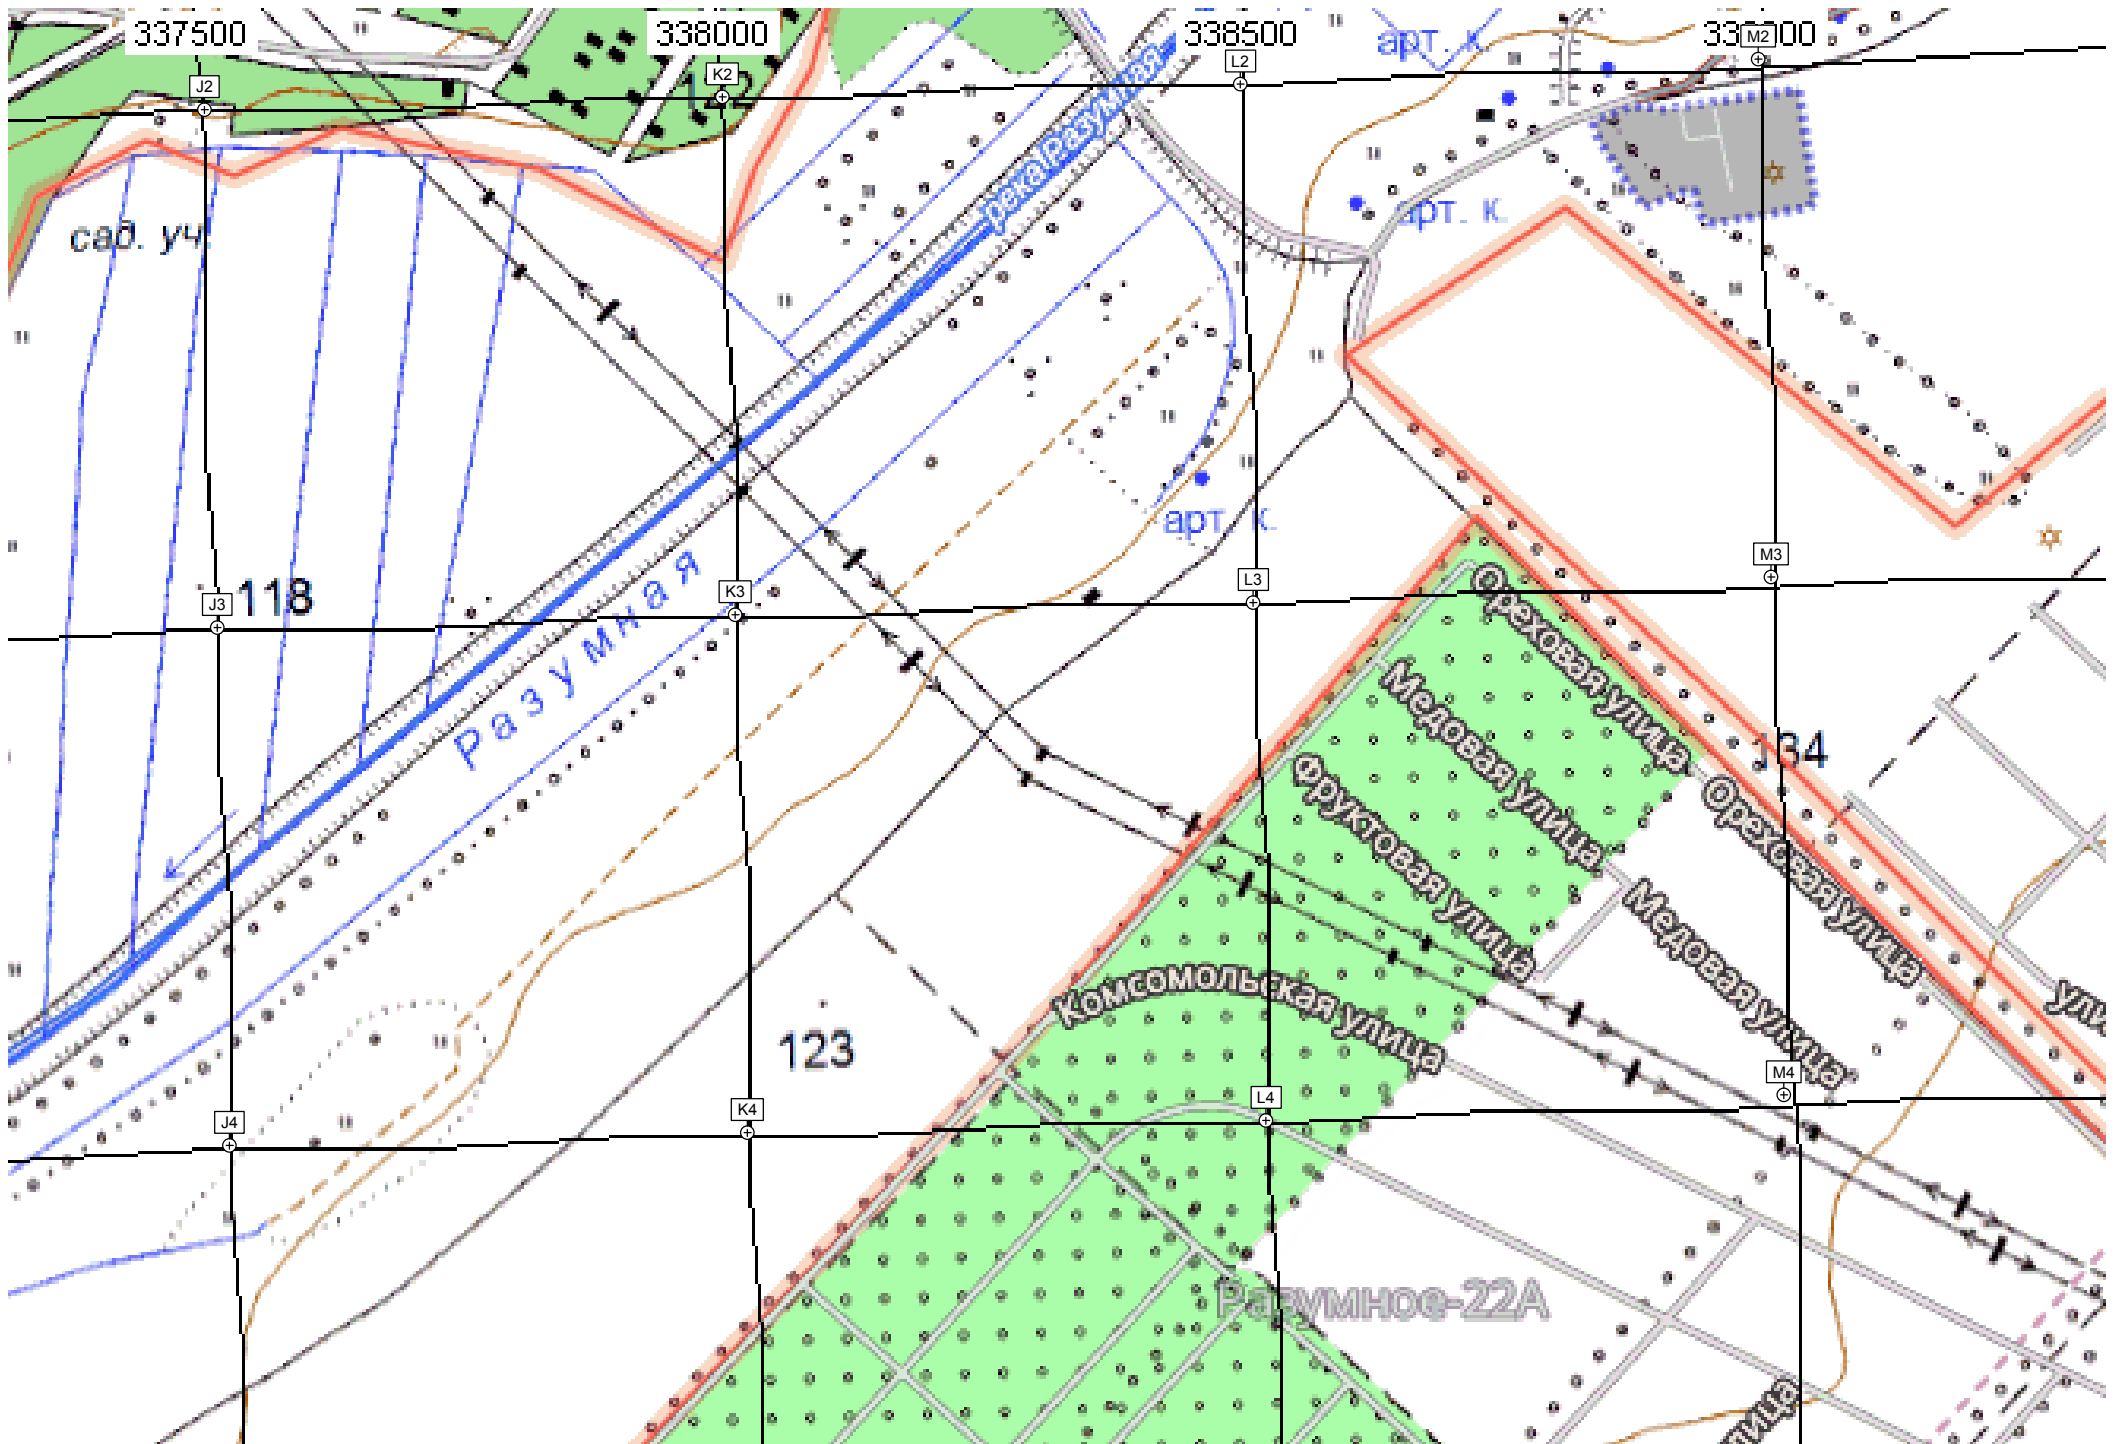 337500
338000
338500
M2
J2
K2
L2
арт. к.
122
река Разумная
сад. уч.
арт. к.
арт. к.
J3
118
K3
L3
M3
Разумная
Ореховая улица
Медовая улица
134
Фруктовая улица
Ореховая улица
Медовая улица
Комсомольская улица
123
J4
K4
L4
M4
Разумное-22А